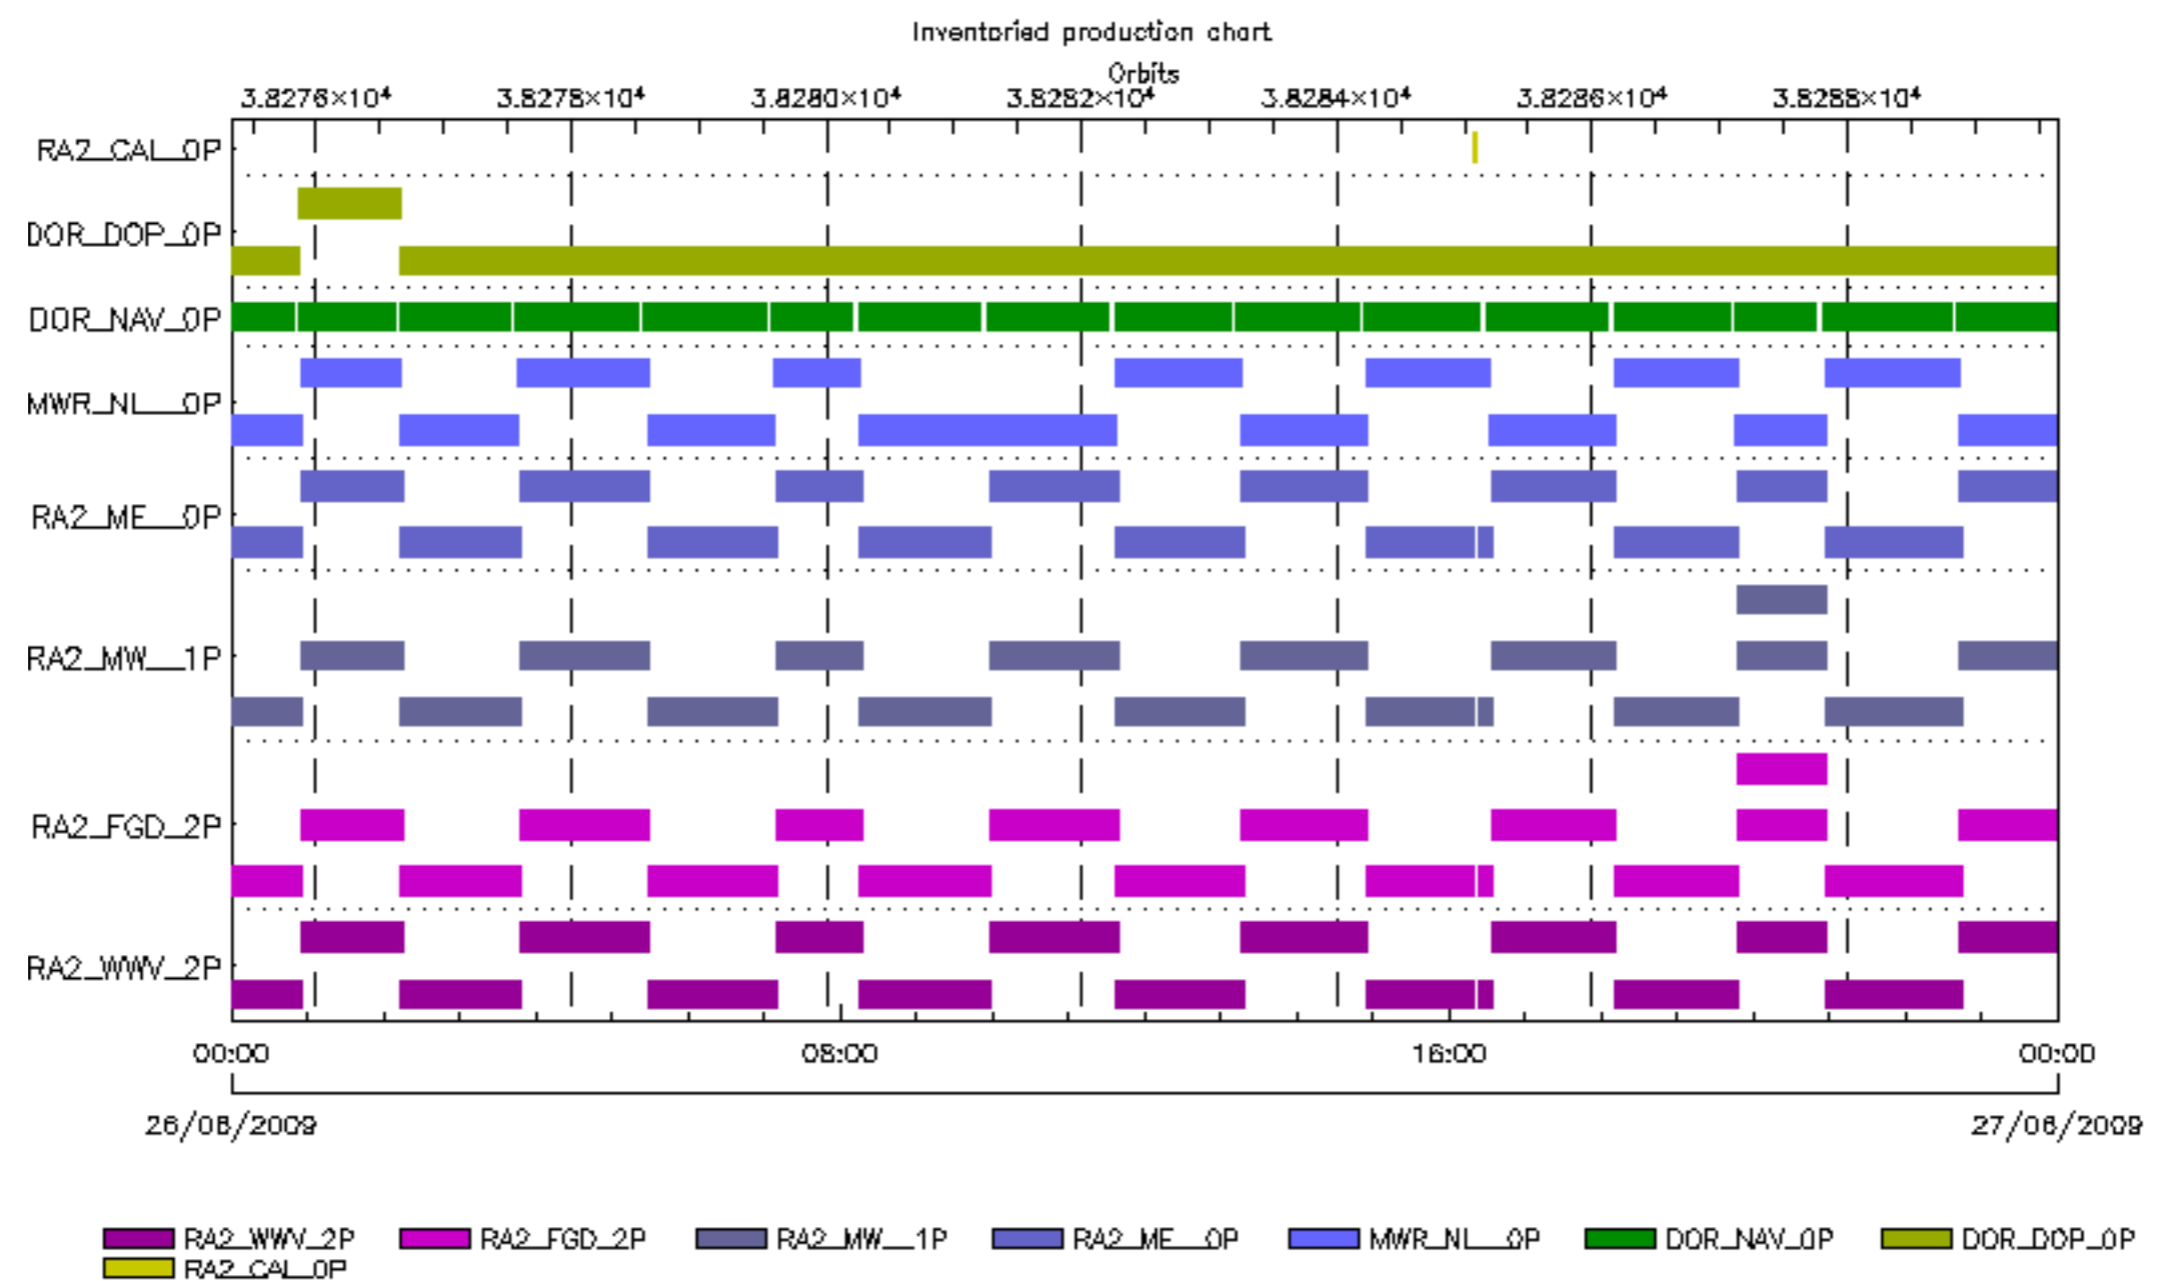 Inventoried production chart
Orbits
3.8276×10⁴ 3.8278×10⁴ 3.8280×10⁴ 3.8282×10⁴ 3.8284×10⁴ 3.8286×10⁴ 3.8288×10⁴
RA2_CAL_0P
DOR_DOP_0P
DOR_NAV_0P
MWR_NL__0P
RA2_ME__0P
RA2_MW__1P
RA2_FGD_2P
RA2_WWV_2P
00:00 08:00 16:00 00:00
26/06/2009 27/06/2009
RA2_WWV_2P RA2_FGD_2P RA2_MW__1P RA2_ME__0P MWR_NL__0P DOR_NAV_0P DOR_DOP_0P
RA2_CAL_0P